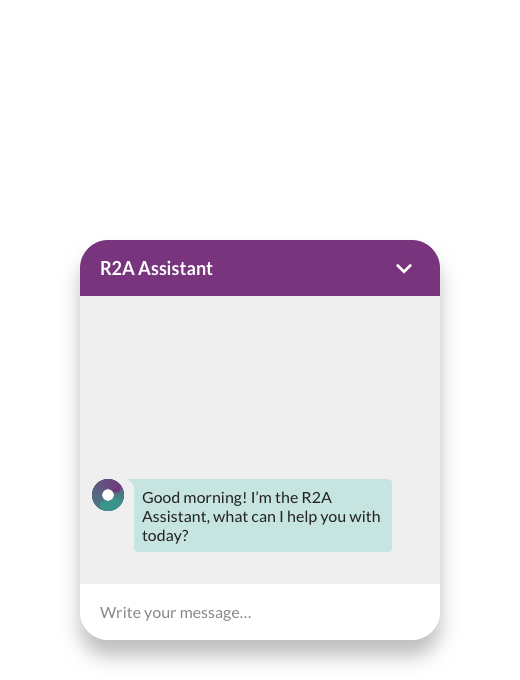 R2A Assistant
Good morning! I’m the R2A
Assistant, what can I help you with
today?
Write your message...